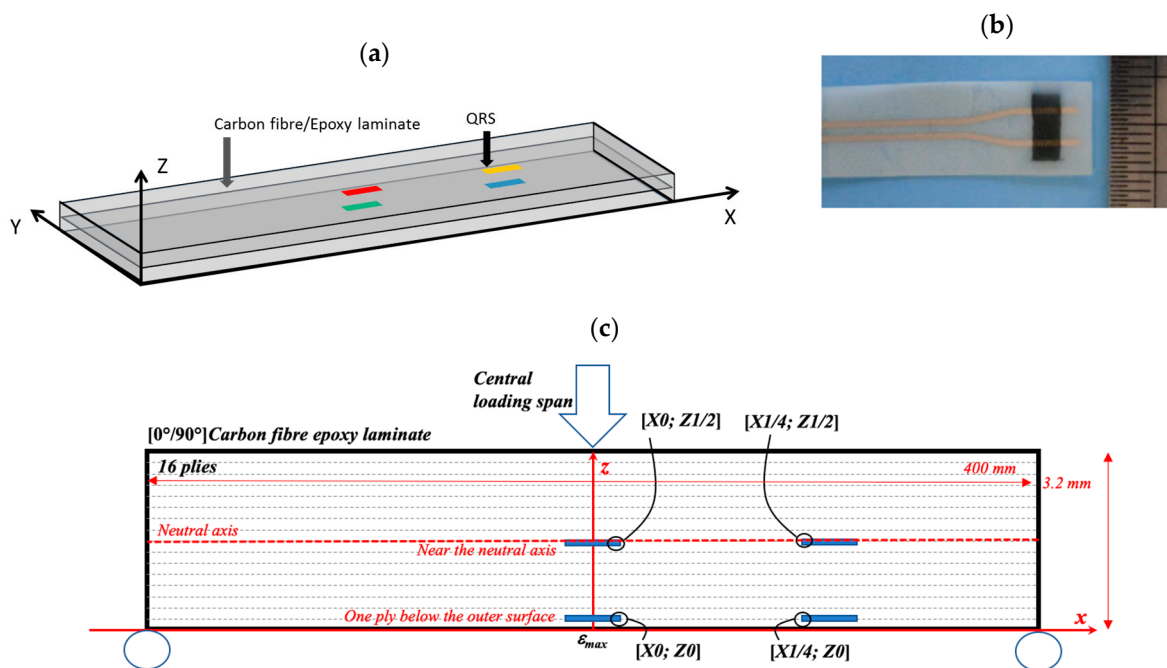 (a)
(b)
Carbon fibre/Epoxy laminate
QRS
Z
Y
X
(c)
Central
loading span
[X0; Z1/2]
[X1/4; Z1/2]
[0°/90°]Carbon fibre epoxy laminate
16 plies
z
400 mm
3.2 mm
Neutral axis
Near the neutral axis
One ply below the outer surface
x
εmax
[X0; Z0]
[X1/4; Z0]